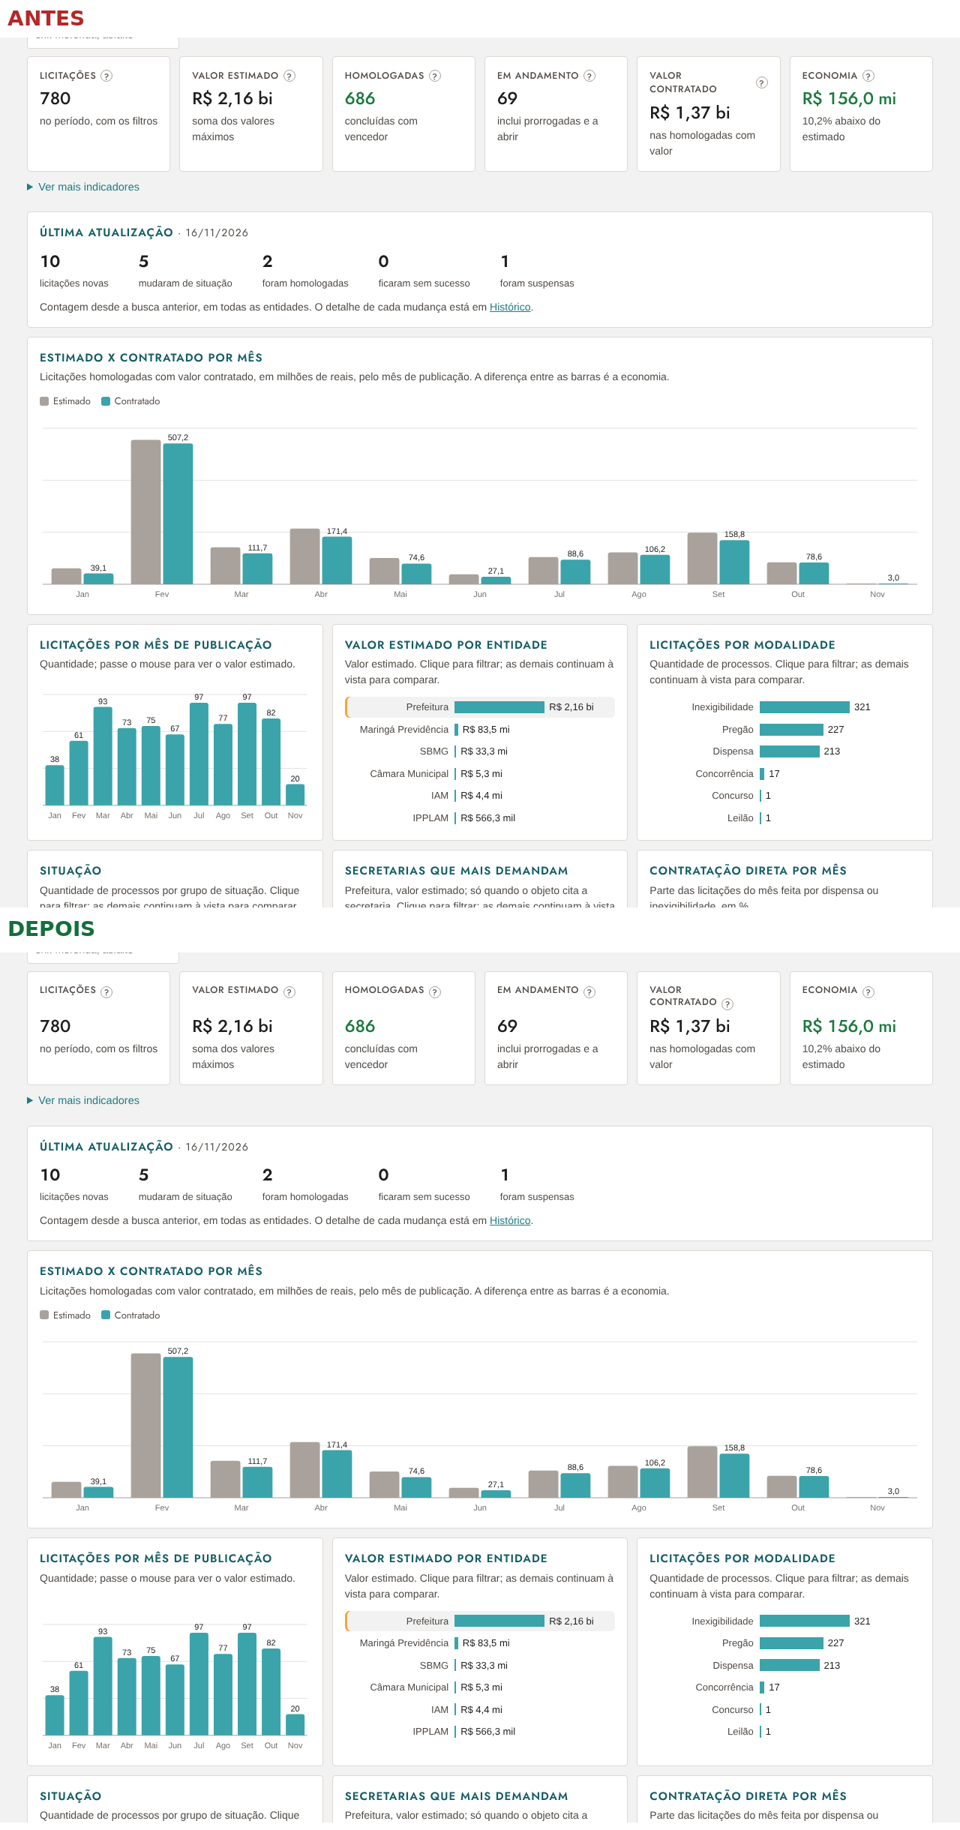 ANTES
LICITAÇÕES ?
780
no período, com os filtros
VALOR ESTIMADO ?
R$ 2,16 bi
soma dos valores
máximos
HOMOLOGADAS ?
686
concluídas com
vencedor
EM ANDAMENTO ?
69
inclui prorrogadas e a
abrir
VALOR
CONTRATADO ?
R$ 1,37 bi
nas homologadas com
valor
ECONOMIA ?
R$ 156,0 mi
10,2% abaixo do
estimado
▶ Ver mais indicadores
ÚLTIMA ATUALIZAÇÃO · 16/11/2026
10 5 2 0 1
licitações novas mudaram de situação foram homologadas ficaram sem sucesso foram suspensas
Contagem desde a busca anterior, em todas as entidades. O detalhe de cada mudança está em Histórico.
ESTIMADO X CONTRATADO POR MÊS
Licitações homologadas com valor contratado, em milhões de reais, pelo mês de publicação. A diferença entre as barras é a economia.
Estimado Contratado
39,1 507,2 111,7 171,4 74,6 27,1 88,6 106,2 158,8 78,6 3,0
Jan Fev Mar Abr Mai Jun Jul Ago Set Out Nov
LICITAÇÕES POR MÊS DE PUBLICAÇÃO
Quantidade; passe o mouse para ver o valor estimado.
38 61 93 73 75 67 97 77 97 82 20
Jan Fev Mar Abr Mai Jun Jul Ago Set Out Nov
VALOR ESTIMADO POR ENTIDADE
Valor estimado. Clique para filtrar; as demais continuam à
vista para comparar.
Prefeitura R$ 2,16 bi
Maringá Previdência R$ 83,5 mi
SBMG R$ 33,3 mi
Câmara Municipal R$ 5,3 mi
IAM R$ 4,4 mi
IPPLAM R$ 566,3 mil
LICITAÇÕES POR MODALIDADE
Quantidade de processos. Clique para filtrar; as demais
continuam à vista para comparar.
Inexigibilidade 321
Pregão 227
Dispensa 213
Concorrência 17
Concurso 1
Leilão 1
SITUAÇÃO
Quantidade de processos por grupo de situação. Clique
para filtrar; as demais continuam à vista para comparar.
SECRETARIAS QUE MAIS DEMANDAM
Prefeitura, valor estimado; só quando o objeto cita a
secretaria. Clique para filtrar; as demais continuam à vista
CONTRATAÇÃO DIRETA POR MÊS
Parte das licitações do mês feita por dispensa ou
inexigibilidade, em %.
DEPOIS
LICITAÇÕES ?
780
no período, com os filtros
VALOR ESTIMADO ?
R$ 2,16 bi
soma dos valores
máximos
HOMOLOGADAS ?
686
concluídas com
vencedor
EM ANDAMENTO ?
69
inclui prorrogadas e a
abrir
VALOR
CONTRATADO ?
R$ 1,37 bi
nas homologadas com
valor
ECONOMIA ?
R$ 156,0 mi
10,2% abaixo do
estimado
▶ Ver mais indicadores
ÚLTIMA ATUALIZAÇÃO · 16/11/2026
10 5 2 0 1
licitações novas mudaram de situação foram homologadas ficaram sem sucesso foram suspensas
Contagem desde a busca anterior, em todas as entidades. O detalhe de cada mudança está em Histórico.
ESTIMADO X CONTRATADO POR MÊS
Licitações homologadas com valor contratado, em milhões de reais, pelo mês de publicação. A diferença entre as barras é a economia.
Estimado Contratado
39,1 507,2 111,7 171,4 74,6 27,1 88,6 106,2 158,8 78,6 3,0
Jan Fev Mar Abr Mai Jun Jul Ago Set Out Nov
LICITAÇÕES POR MÊS DE PUBLICAÇÃO
Quantidade; passe o mouse para ver o valor estimado.
38 61 93 73 75 67 97 77 97 82 20
Jan Fev Mar Abr Mai Jun Jul Ago Set Out Nov
VALOR ESTIMADO POR ENTIDADE
Valor estimado. Clique para filtrar; as demais continuam à
vista para comparar.
Prefeitura R$ 2,16 bi
Maringá Previdência R$ 83,5 mi
SBMG R$ 33,3 mi
Câmara Municipal R$ 5,3 mi
IAM R$ 4,4 mi
IPPLAM R$ 566,3 mil
LICITAÇÕES POR MODALIDADE
Quantidade de processos. Clique para filtrar; as demais
continuam à vista para comparar.
Inexigibilidade 321
Pregão 227
Dispensa 213
Concorrência 17
Concurso 1
Leilão 1
SITUAÇÃO
Quantidade de processos por grupo de situação. Clique
SECRETARIAS QUE MAIS DEMANDAM
Prefeitura, valor estimado; só quando o objeto cita a
CONTRATAÇÃO DIRETA POR MÊS
Parte das licitações do mês feita por dispensa ou